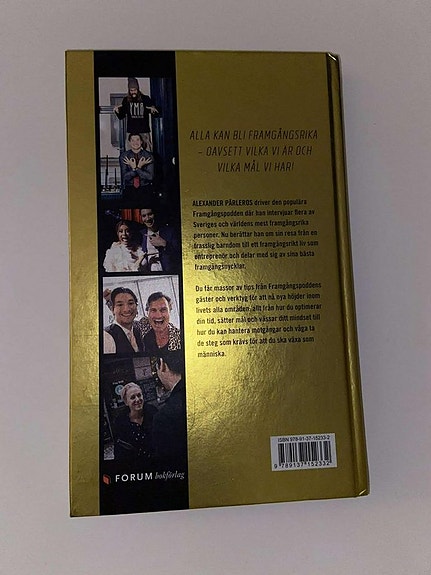 YMR
ALLA KAN BLI FRAMGÅNGSRIKA
– OAVSETT VILKA VI ÄR OCH
VILKA MÅL VI HAR!
ALEXANDER PÄRLEROS driver den populära
Framgångspodden där han intervjuar flera av
Sveriges och världens mest framgångsrika
personer. Nu berättar han om sin resa från en
trasslig barndom till ett framgångsrikt liv som
entreprenör och delar med sig av sina bästa
framgångsnycklar.
Du får massor av tips från Framgångspoddens
gäster och verktyg för att nå nya höjder inom
livets alla områden, allt från hur du optimerar
din tid, sätter mål och vässar ditt mindset till
hur du kan hantera motgångar och våga ta
de steg som krävs för att du ska växa som
människa.
ISBN 978-91-37-15233-2
9 789137 152332
FORUM bokförlag